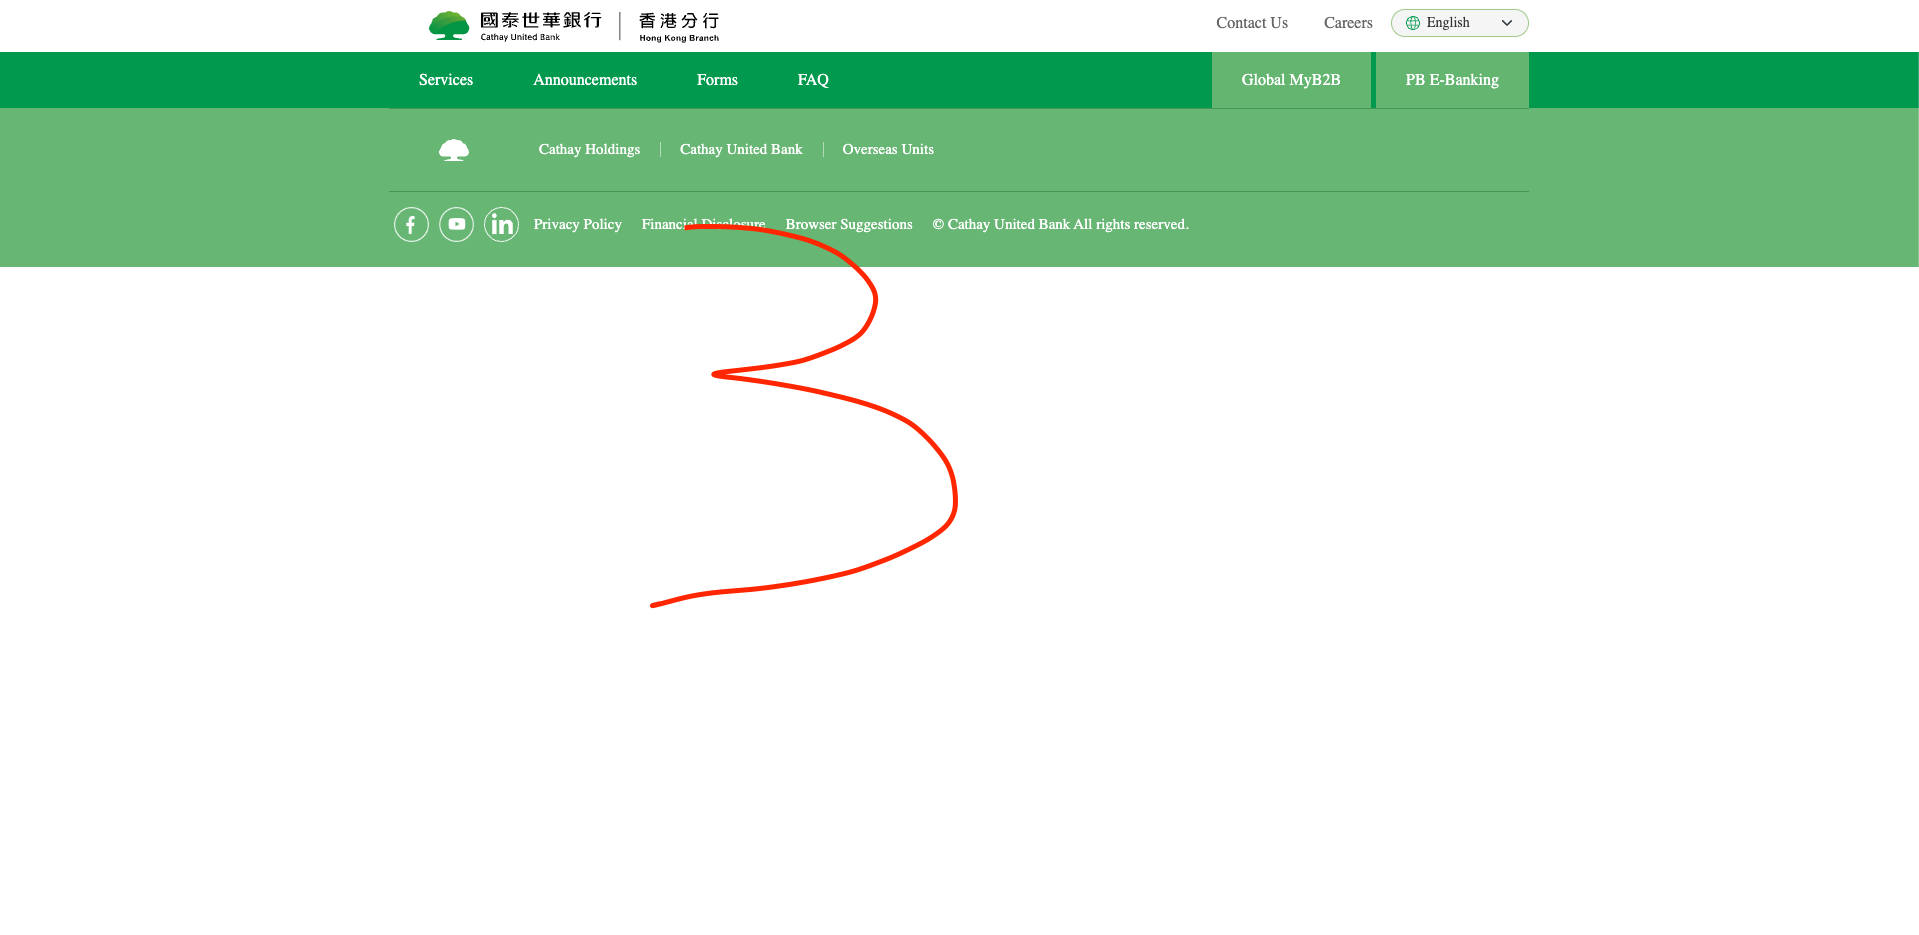 國泰世華銀行 香港分行
Cathay United Bank Hong Kong Branch
Contact Us Careers English
Services Announcements Forms FAQ Global MyB2B PB E-Banking
Cathay Holdings Cathay United Bank Overseas Units
Privacy Policy Financial Disclosure Browser Suggestions © Cathay United Bank All rights reserved.
3